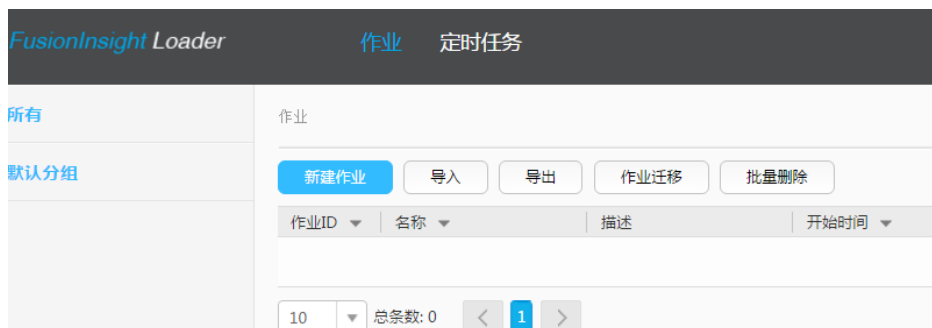 FusionInsight Loader 作业 定时任务
所有
作业
默认分组
新建作业 导入 导出 作业迁移 批量删除
作业ID 名称 描述 开始时间
10 总条数: 0 < 1 >